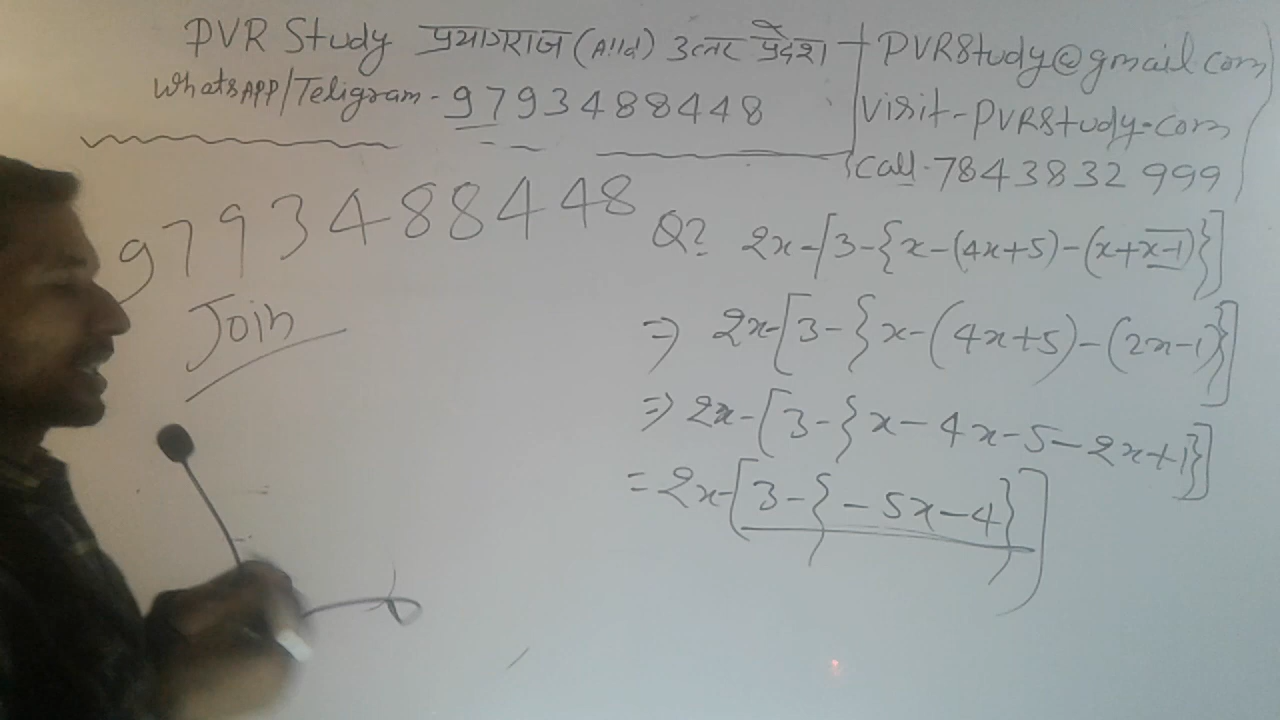 PVR Study प्रयागराज (Alld) उत्तर प्रदेश
WhatsAPP/Teligram - 9793488448
PVRStudy@gmail.com
visit - PVRStudy.com
Call - 7843832999
9793488448
Join
Q? 2x-[3-{x-(4x+5)-(x+x̅-̅1̅)}]
⇒ 2x-[3-{x-(4x+5)-(2x-1)}]
⇒ 2x-[3-{x-4x-5-2x+1}]
= 2x-[3-{-5x-4}]